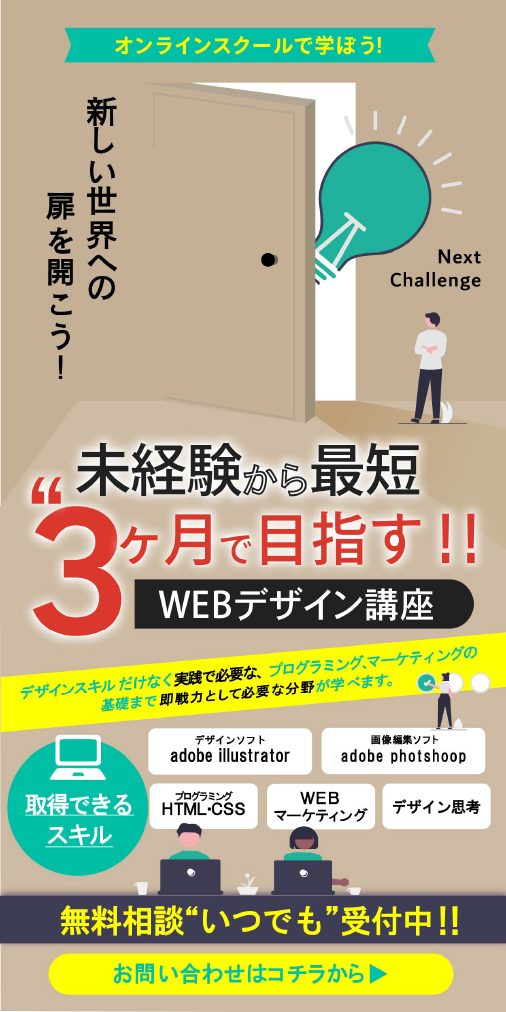 オンラインスクールで学ぼう!
新しい世界への
扉を開こう!
Next
Challenge
未経験から最短
“3ヶ月で目指す!!
WEBデザイン講座
デザインスキルだけなく実践で必要な、プログラミング、マーケティングの
基礎まで即戦力として必要な分野が学べます。
取得できる
スキル
デザインソフト
adobe illustrator
画像編集ソフト
adobe photshoop
プログラミング
HTML・CSS
WEB
マーケティング
デザイン思考
無料相談“いつでも”受付中!!
お問い合わせはコチラから▶